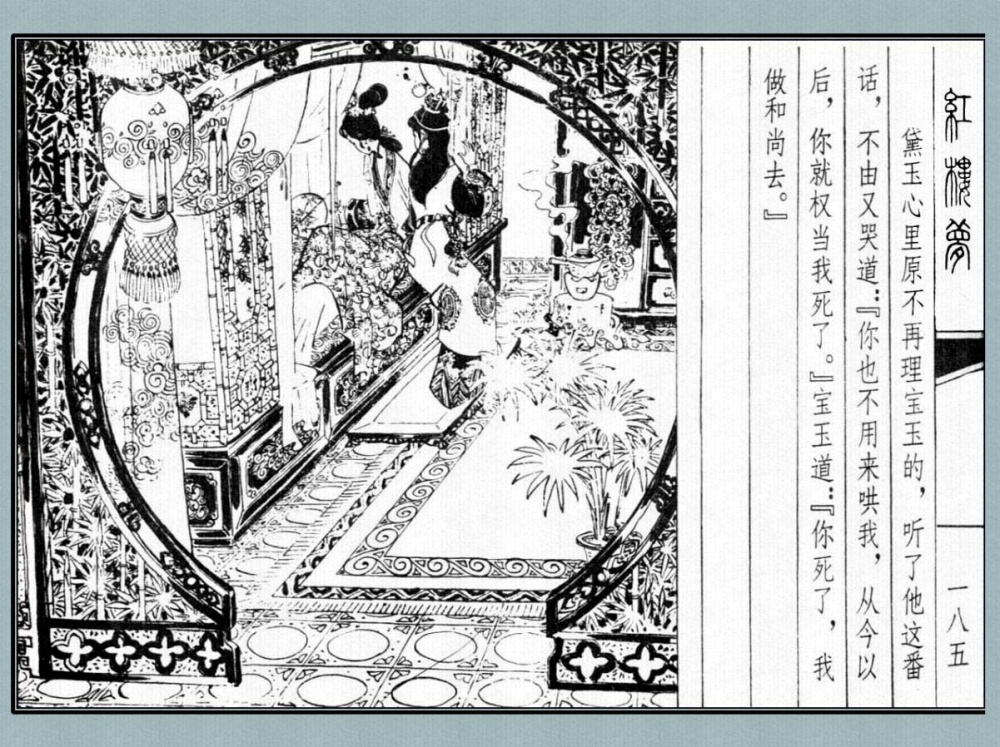 紅樓夢
一八五
黛玉心里原不再理宝玉的，听了他这番
话，不由又哭道：『你也不用来哄我，从今以
后，你就权当我死了。』宝玉道：『你死了，我
做和尚去。』